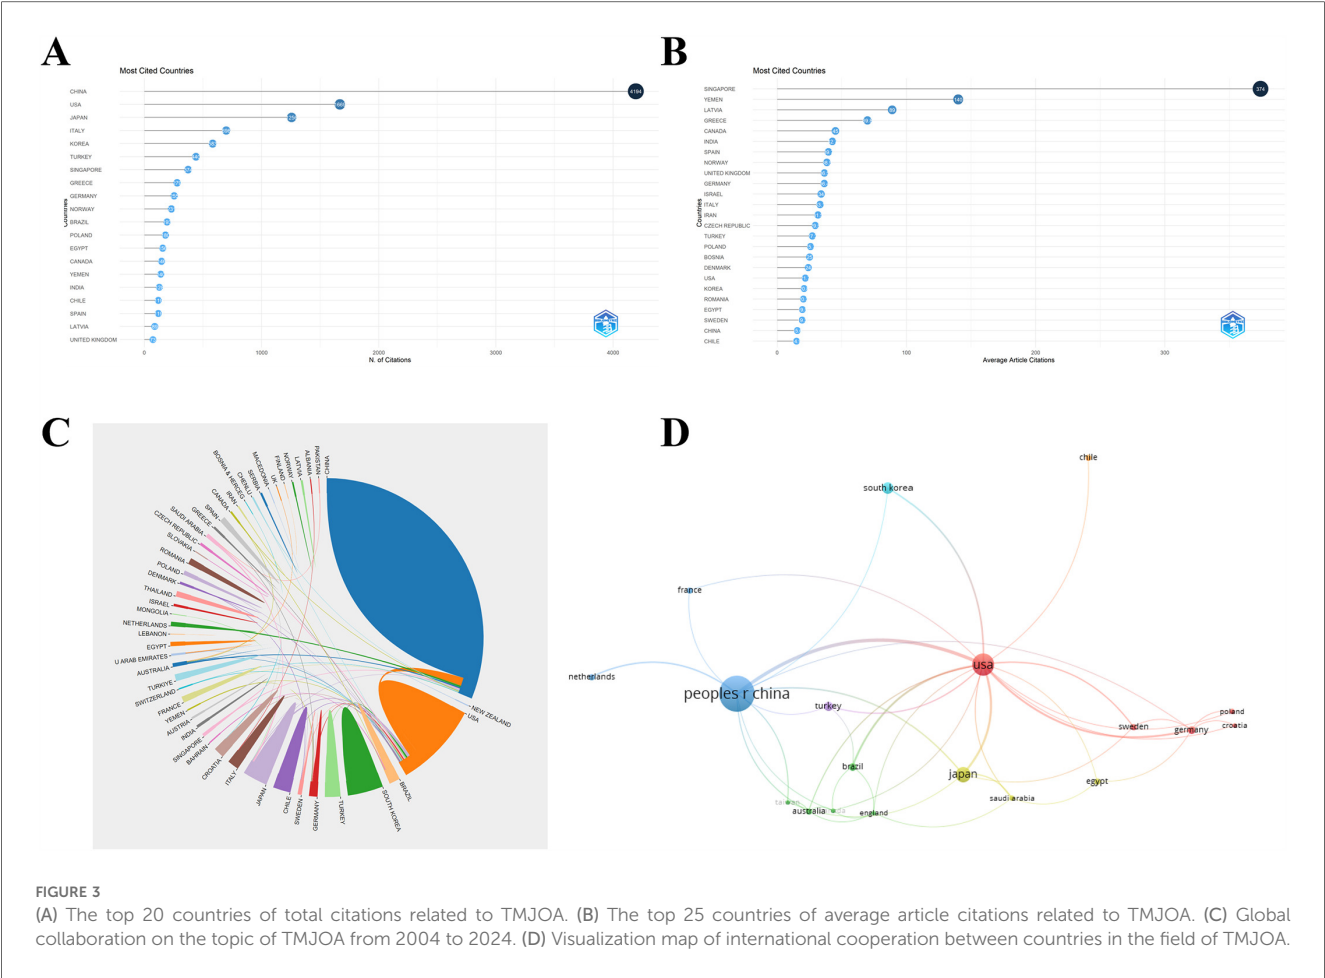 A
Most Cited Countries
CHINA
USA
JAPAN
ITALY
KOREA
TURKEY
SINGAPORE
GREECE
GERMANY
NORWAY
BRAZIL
POLAND
EGYPT
CANADA
YEMEN
INDIA
CHILE
SPAIN
LATVIA
UNITED KINGDOM
Countries
4194
0 1000 2000 3000 4000
N. of Citations
B
Most Cited Countries
SINGAPORE
YEMEN
LATVIA
GREECE
CANADA
INDIA
SPAIN
NORWAY
UNITED KINGDOM
GERMANY
ISRAEL
ITALY
IRAN
CZECH REPUBLIC
TURKEY
POLAND
BOSNIA
DENMARK
USA
KOREA
ROMANIA
EGYPT
SWEDEN
CHINA
CHILE
Countries
374
0 100 200 300
Average Article Citations
C
CHINA
PAKISTAN
ALBANIA
LATVIA
NORWAY
FINLAND
UK
MACEDONIA
SERBIA
CHENLU
BOSNIA & HERCEG
IRAN
CANADA
SPAIN
GREECE
SAUDI ARABIA
CZECH REPUBLIC
SLOVAKIA
ROMANIA
POLAND
DENMARK
THAILAND
ISRAEL
MONGOLIA
NETHERLANDS
LEBANON
EGYPT
U ARAB EMIRATES
AUSTRALIA
TURKIYE
SWITZERLAND
FRANCE
YEMEN
AUSTRIA
INDIA
SINGAPORE
BAHRAIN
CROATIA
ITALY
JAPAN
CHILE
SWEDEN
GERMANY
TURKEY
SOUTH KOREA
BRAZIL
USA
NEW ZEALAND
D
chile
south korea
france
usa
netherlands
peoples r china
turkey
poland
croatia
sweden
germany
brazil
japan
egypt
saudi arabia
australia
england
FIGURE 3
(A) The top 20 countries of total citations related to TMJOA. (B) The top 25 countries of average article citations related to TMJOA. (C) Global
collaboration on the topic of TMJOA from 2004 to 2024. (D) Visualization map of international cooperation between countries in the field of TMJOA.